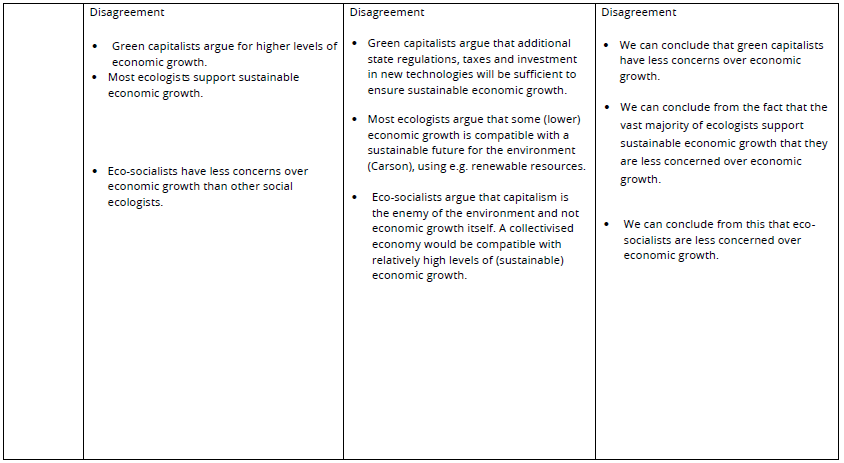 Disagreement
• Green capitalists argue for higher levels of
economic growth.
• Most ecologists support sustainable
economic growth.
• Eco-socialists have less concerns over
economic growth than other social
ecologists.
Disagreement
• Green capitalists argue that additional
state regulations, taxes and investment
in new technologies will be sufficient to
ensure sustainable economic growth.
• Most ecologists argue that some (lower)
economic growth is compatible with a
sustainable future for the environment
(Carson), using e.g. renewable resources.
• Eco-socialists argue that capitalism is
the enemy of the environment and not
economic growth itself. A collectivised
economy would be compatible with
relatively high levels of (sustainable)
economic growth.
Disagreement
• We can conclude that green capitalists
have less concerns over economic
growth.
• We can conclude from the fact that the
vast majority of ecologists support
sustainable economic growth that they
are less concerned over economic
growth.
• We can conclude from this that eco-
socialists are less concerned over
economic growth.